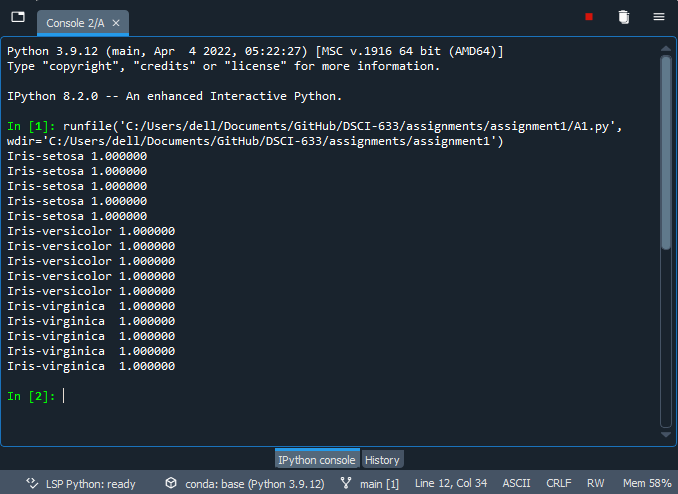 Console 2/A ×
Python 3.9.12 (main, Apr  4 2022, 05:22:27) [MSC v.1916 64 bit (AMD64)]
Type "copyright", "credits" or "license" for more information.
IPython 8.2.0 -- An enhanced Interactive Python.
In [1]: runfile('C:/Users/dell/Documents/GitHub/DSCI-633/assignments/assignment1/A1.py',
wdir='C:/Users/dell/Documents/GitHub/DSCI-633/assignments/assignment1')
Iris-setosa 1.000000
Iris-setosa 1.000000
Iris-setosa 1.000000
Iris-setosa 1.000000
Iris-setosa 1.000000
Iris-versicolor 1.000000
Iris-versicolor 1.000000
Iris-versicolor 1.000000
Iris-versicolor 1.000000
Iris-versicolor 1.000000
Iris-virginica  1.000000
Iris-virginica  1.000000
Iris-virginica  1.000000
Iris-virginica  1.000000
Iris-virginica  1.000000
In [2]:
IPython console History
LSP Python: ready conda: base (Python 3.9.12) main [1] Line 12, Col 34 ASCII CRLF RW Mem 58%